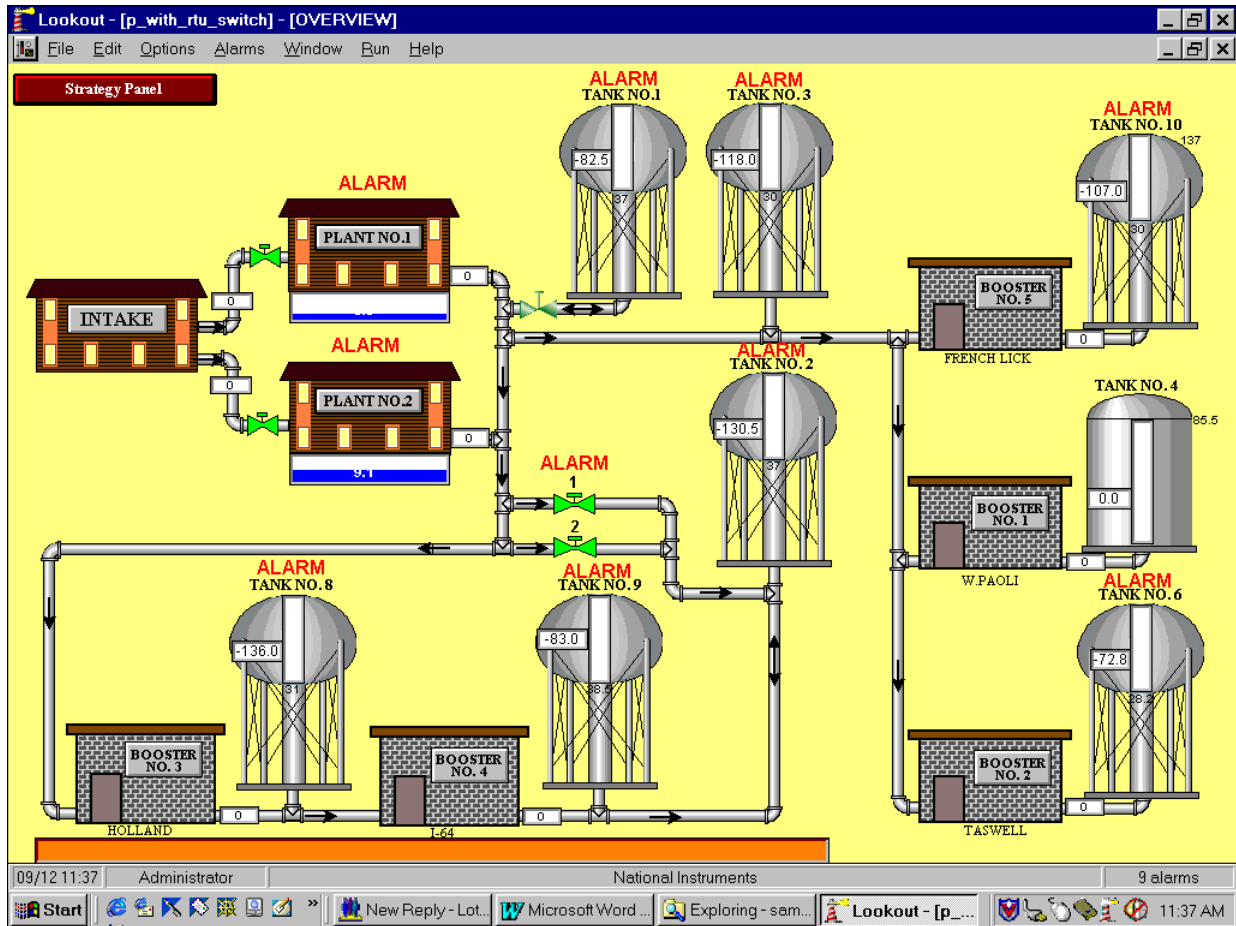 Lookout - [p_with_rtu_switch] - [OVERVIEW]
File Edit Options Alarms Window Run Help
Strategy Panel
ALARM
TANK NO.1
-82.5
37
ALARM
TANK NO. 3
-118.0
30
ALARM
TANK NO. 10
137
-107.0
30
ALARM
PLANT NO.1
0
0
INTAKE
ALARM
PLANT NO.2
0
0
9.1
BOOSTER
NO. 5
0
FRENCH LICK
ALARM
TANK NO. 2
-130.5
37
TANK NO. 4
85.5
0.0
ALARM
1
2
BOOSTER
NO. 1
0
W.PAOLI
ALARM
TANK NO. 8
-136.0
31
ALARM
TANK NO. 9
-83.0
38.5
ALARM
TANK NO. 6
-72.8
28.2
BOOSTER
NO. 3
0
HOLLAND
BOOSTER
NO. 4
0
I-64
BOOSTER
NO. 2
0
TASWELL
09/12 11:37 Administrator National Instruments 9 alarms
Start » New Reply - Lot... Microsoft Word ... Exploring - sam... Lookout - [p_... 11:37 AM